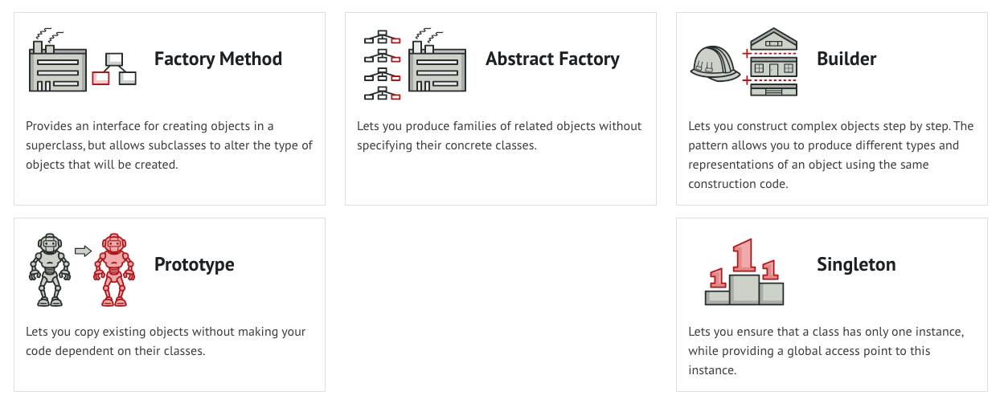 Factory Method
Provides an interface for creating objects in a
superclass, but allows subclasses to alter the type of
objects that will be created.
Abstract Factory
Lets you produce families of related objects without
specifying their concrete classes.
Builder
Lets you construct complex objects step by step. The
pattern allows you to produce different types and
representations of an object using the same
construction code.
Prototype
Lets you copy existing objects without making your
code dependent on their classes.
1
1
1
Singleton
Lets you ensure that a class has only one instance,
while providing a global access point to this
instance.